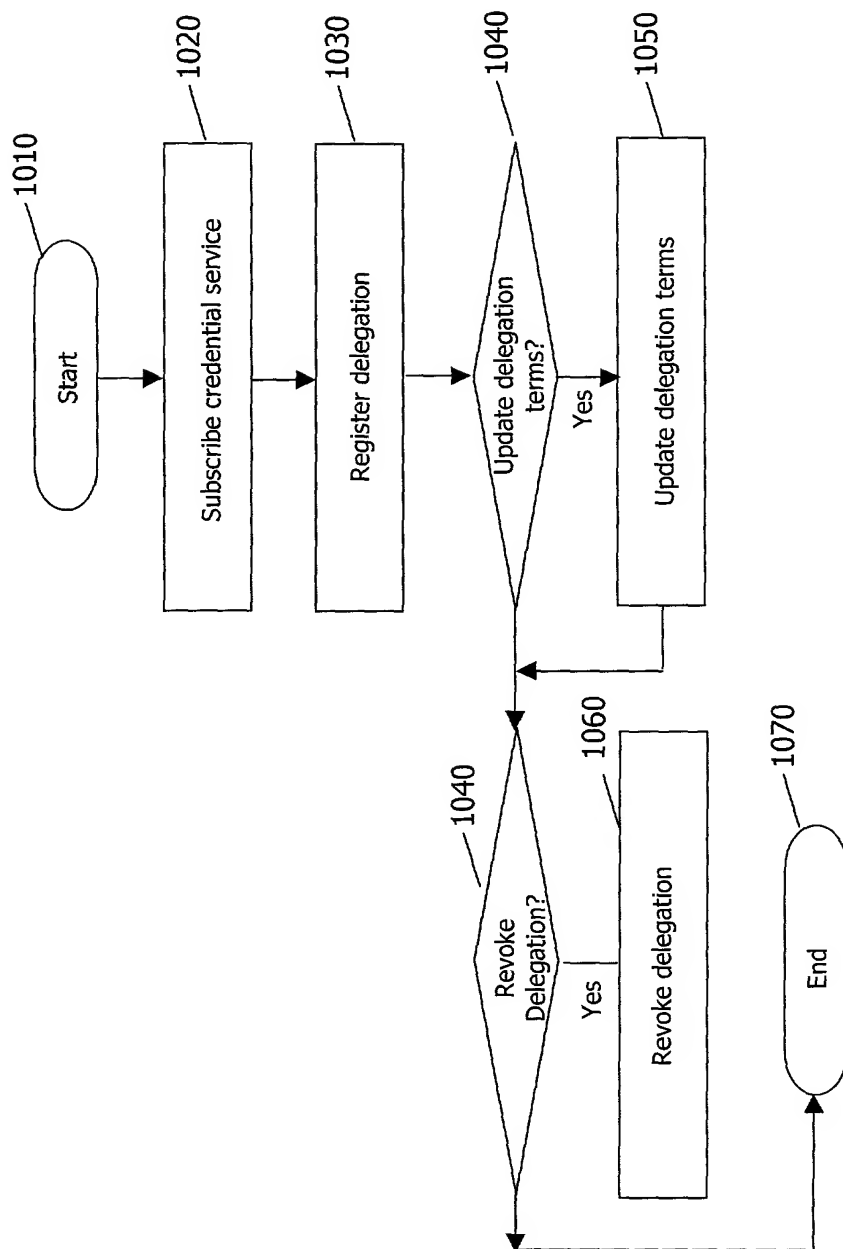 1010
Start
1020
Subscribe credential service
1030
Register delegation
1040
Update delegation
terms?
Yes
1050
Update delegation terms
1040
Revoke
Delegation?
Yes
1060
Revoke delegation
1070
End